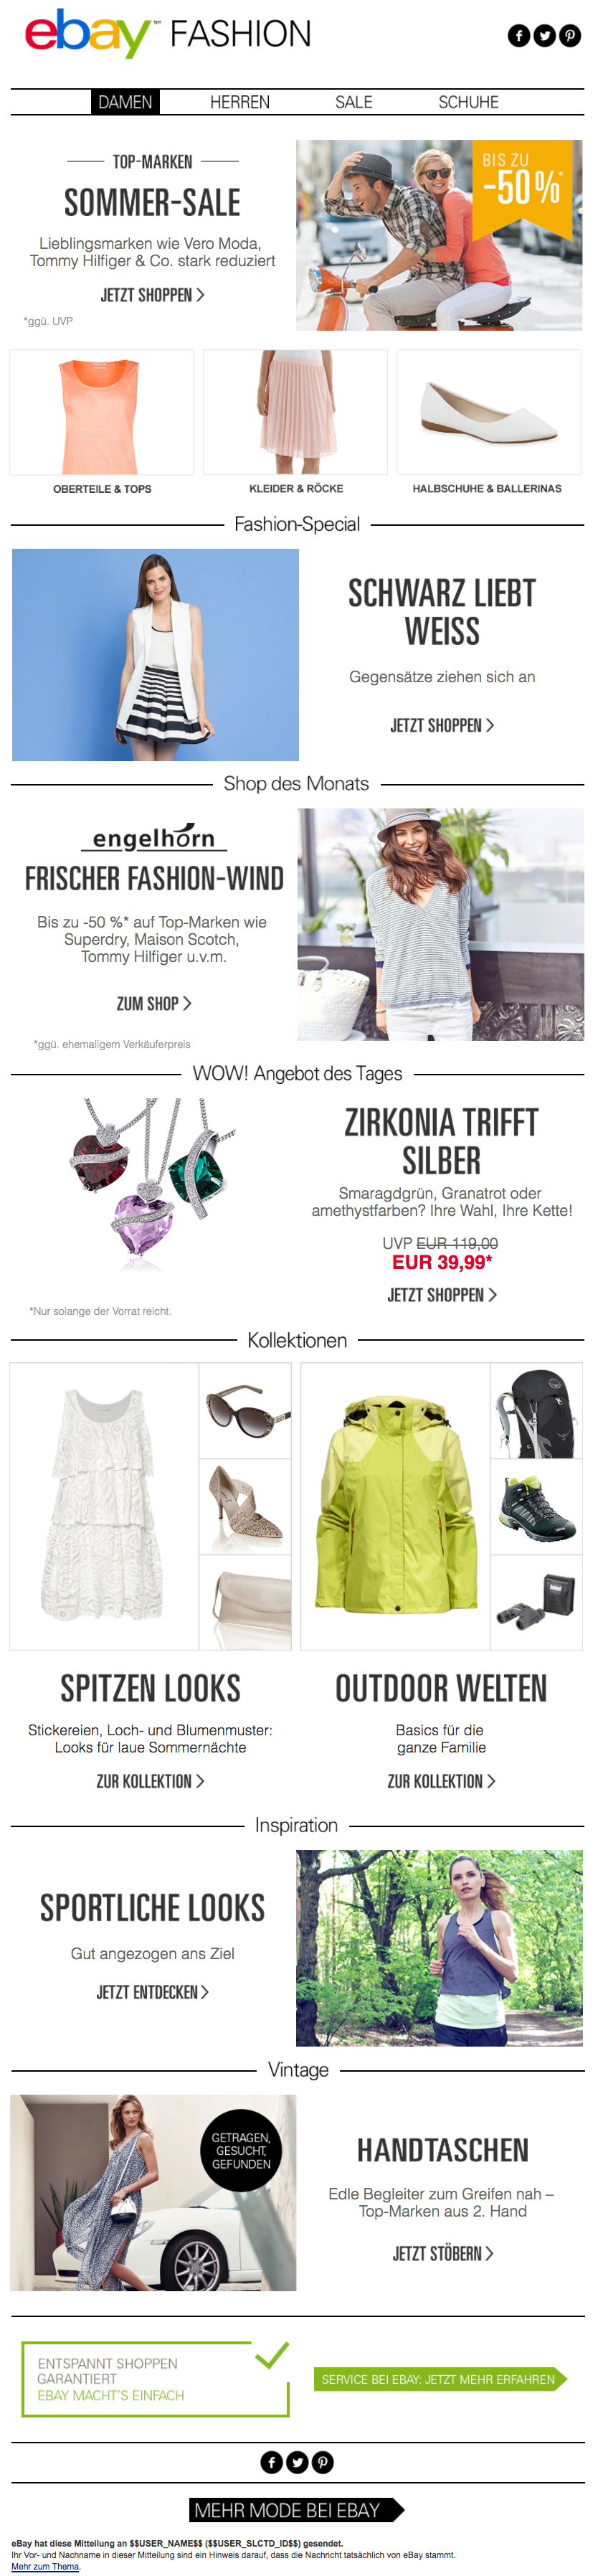 ebay™ FASHION
DAMEN HERREN SALE SCHUHE
TOP-MARKEN
SOMMER-SALE
Lieblingsmarken wie Vero Moda,
Tommy Hilfiger & Co. stark reduziert
JETZT SHOPPEN >
*ggü. UVP
BIS ZU
-50%*
OBERTEILE & TOPS
KLEIDER & RÖCKE
HALBSCHUHE & BALLERINAS
Fashion-Special
SCHWARZ LIEBT
WEISS
Gegensätze ziehen sich an
JETZT SHOPPEN >
Shop des Monats
engelhorn
FRISCHER FASHION-WIND
Bis zu -50 %* auf Top-Marken wie
Superdry, Maison Scotch,
Tommy Hilfiger u.v.m.
ZUM SHOP >
*ggü. ehemaligem Verkäuferpreis
WOW! Angebot des Tages
ZIRKONIA TRIFFT
SILBER
Smaragdgrün, Granatrot oder
amethystfarben? Ihre Wahl, Ihre Kette!
UVP EUR 119,00
EUR 39,99*
JETZT SHOPPEN >
*Nur solange der Vorrat reicht.
Kollektionen
SPITZEN LOOKS
Stickereien, Loch- und Blumenmuster:
Looks für laue Sommernächte
ZUR KOLLEKTION >
OUTDOOR WELTEN
Basics für die
ganze Familie
ZUR KOLLEKTION >
Inspiration
SPORTLICHE LOOKS
Gut angezogen ans Ziel
JETZT ENTDECKEN >
Vintage
GETRAGEN,
GESUCHT,
GEFUNDEN
HANDTASCHEN
Edle Begleiter zum Greifen nah –
Top-Marken aus 2. Hand
JETZT STÖBERN >
ENTSPANNT SHOPPEN
GARANTIERT
EBAY MACHT'S EINFACH
SERVICE BEI EBAY: JETZT MEHR ERFAHREN
MEHR MODE BEI EBAY
eBay hat diese Mitteilung an $$USER_NAME$$ ($$USER_SLCTD_ID$$) gesendet.
Ihr Vor- und Nachname in dieser Mitteilung sind ein Hinweis darauf, dass die Nachricht tatsächlich von eBay stammt.
Mehr zum Thema.